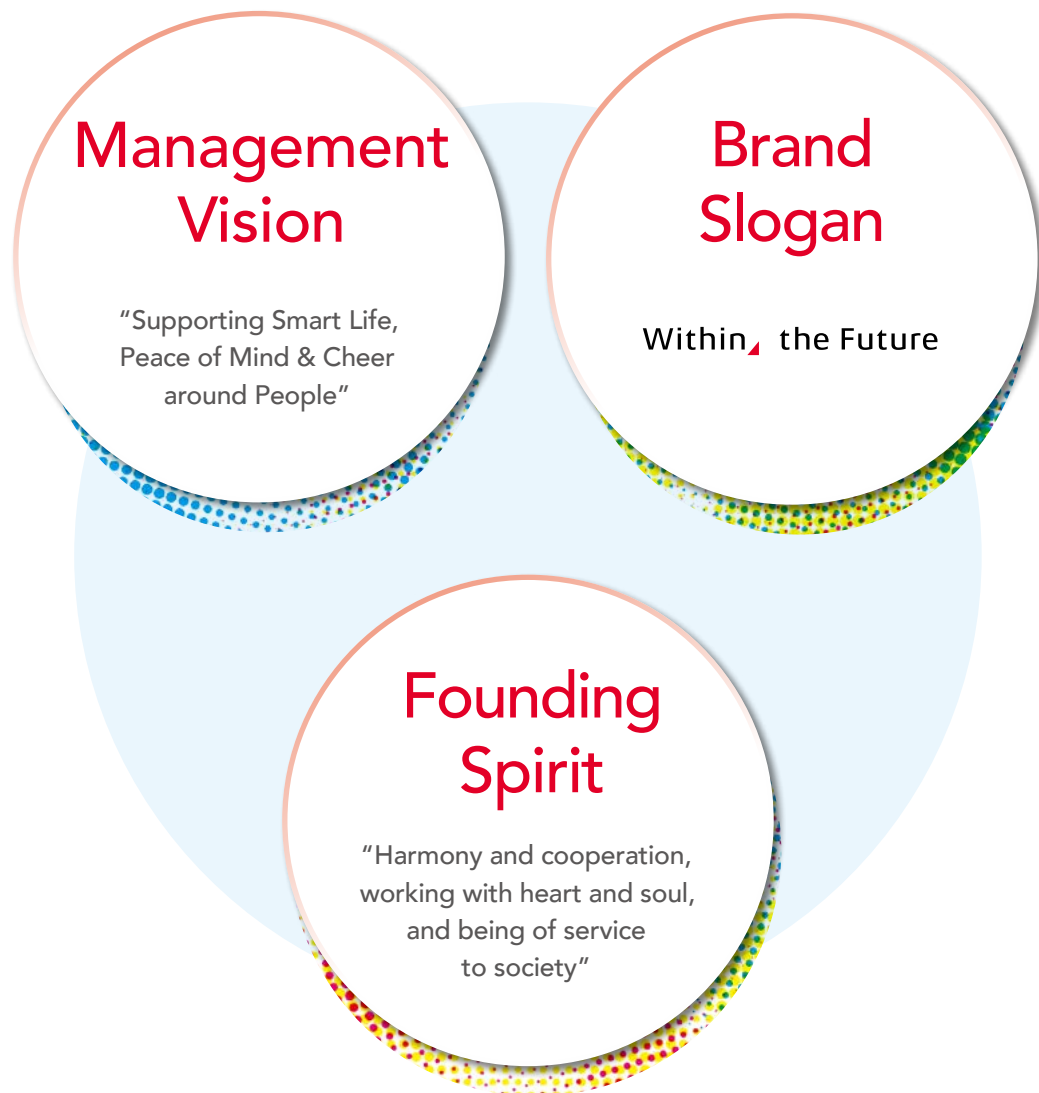 Management
Vision
“Supporting Smart Life,
Peace of Mind & Cheer
around People”
Brand
Slogan
Within, the Future
Founding
Spirit
“Harmony and cooperation,
working with heart and soul,
and being of service
to society”